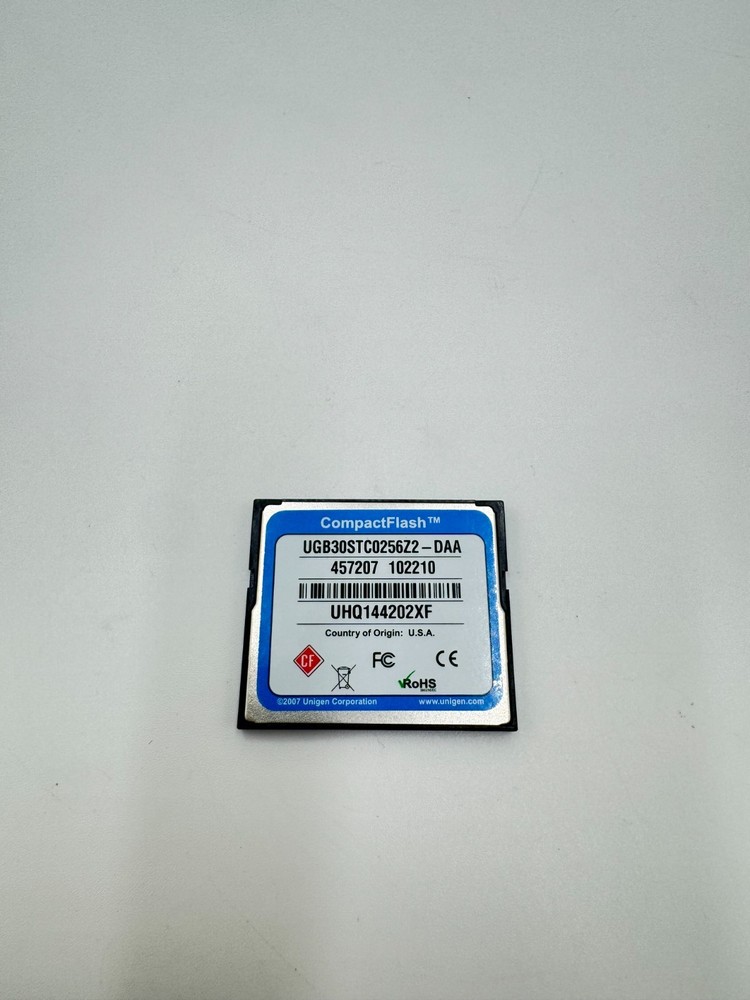 CompactFlash™
UGB30STC0256Z2-DAA
457207 102210
UHQ144202XF
Country of Origin: U.S.A.
CF
FC
CE
RoHS
©2007 Unigen Corporation www.unigen.com